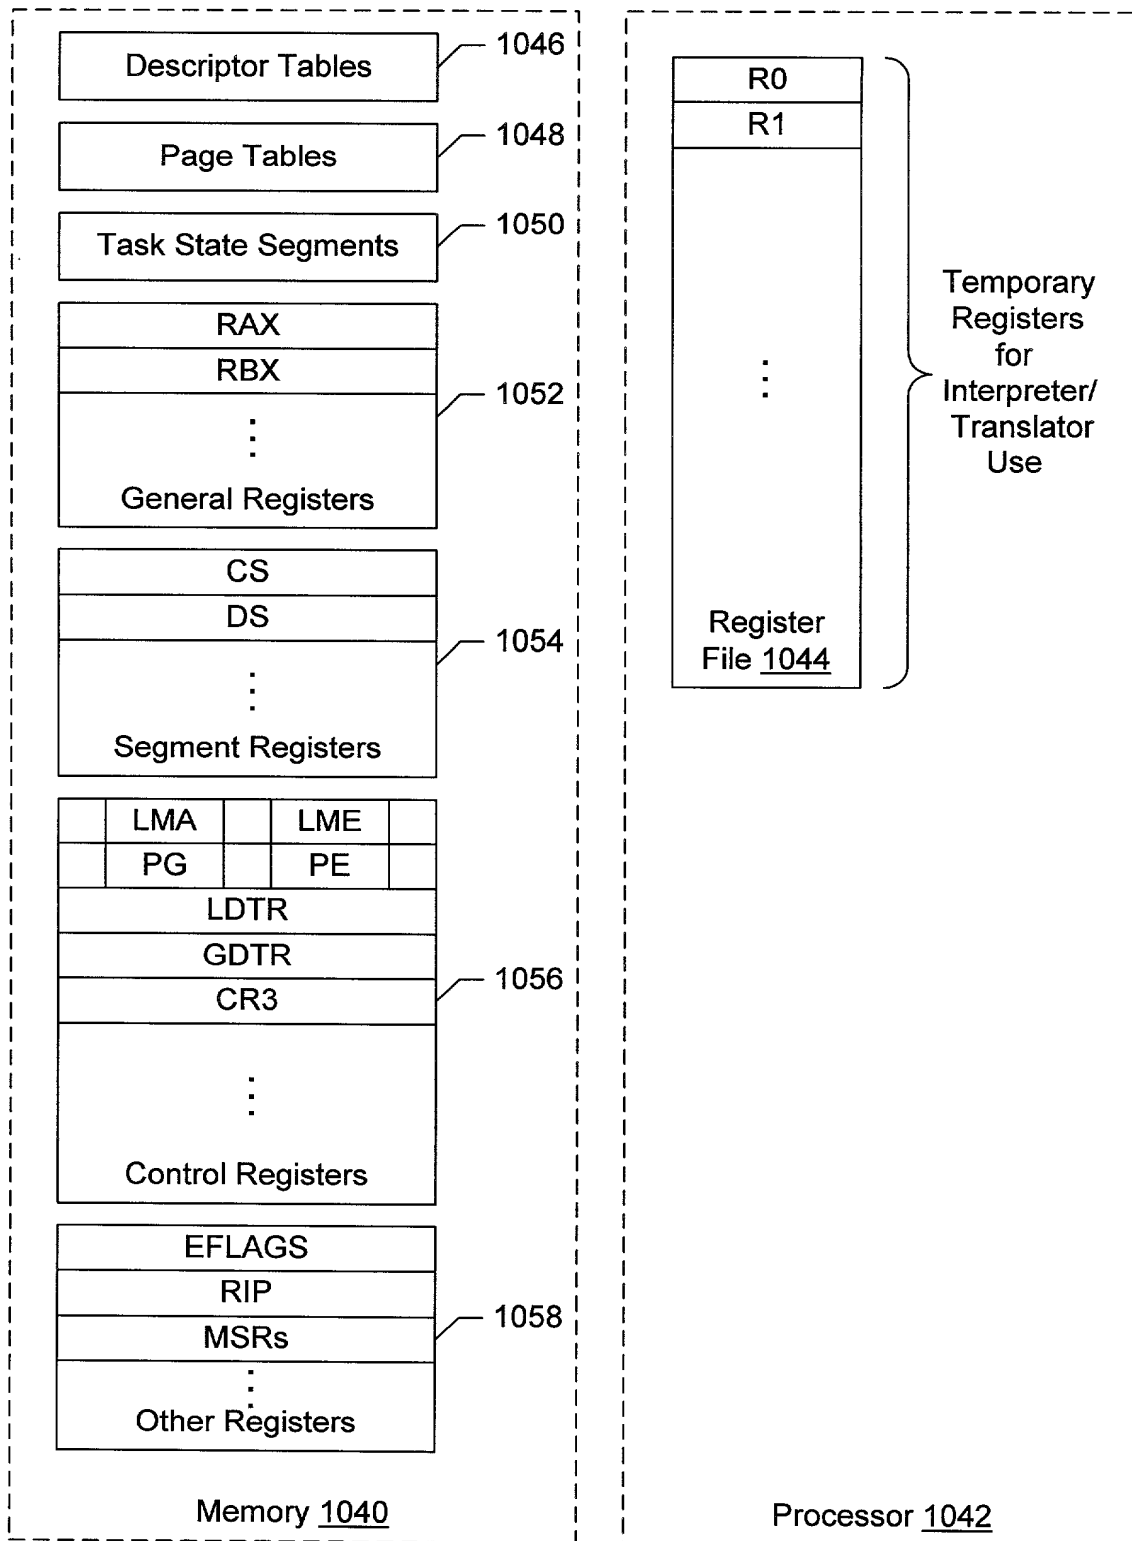 Descriptor Tables
1046
Page Tables
1048
Task State Segments
1050
RAX
RBX
1052
General Registers
CS
DS
1054
Segment Registers
LMA LME
PG PE
LDTR
GDTR
1056
CR3
Control Registers
EFLAGS
RIP
1058
MSRs
Other Registers
Memory 1040
R0
R1
Register
File 1044
Temporary
Registers
for
Interpreter/
Translator
Use
Processor 1042